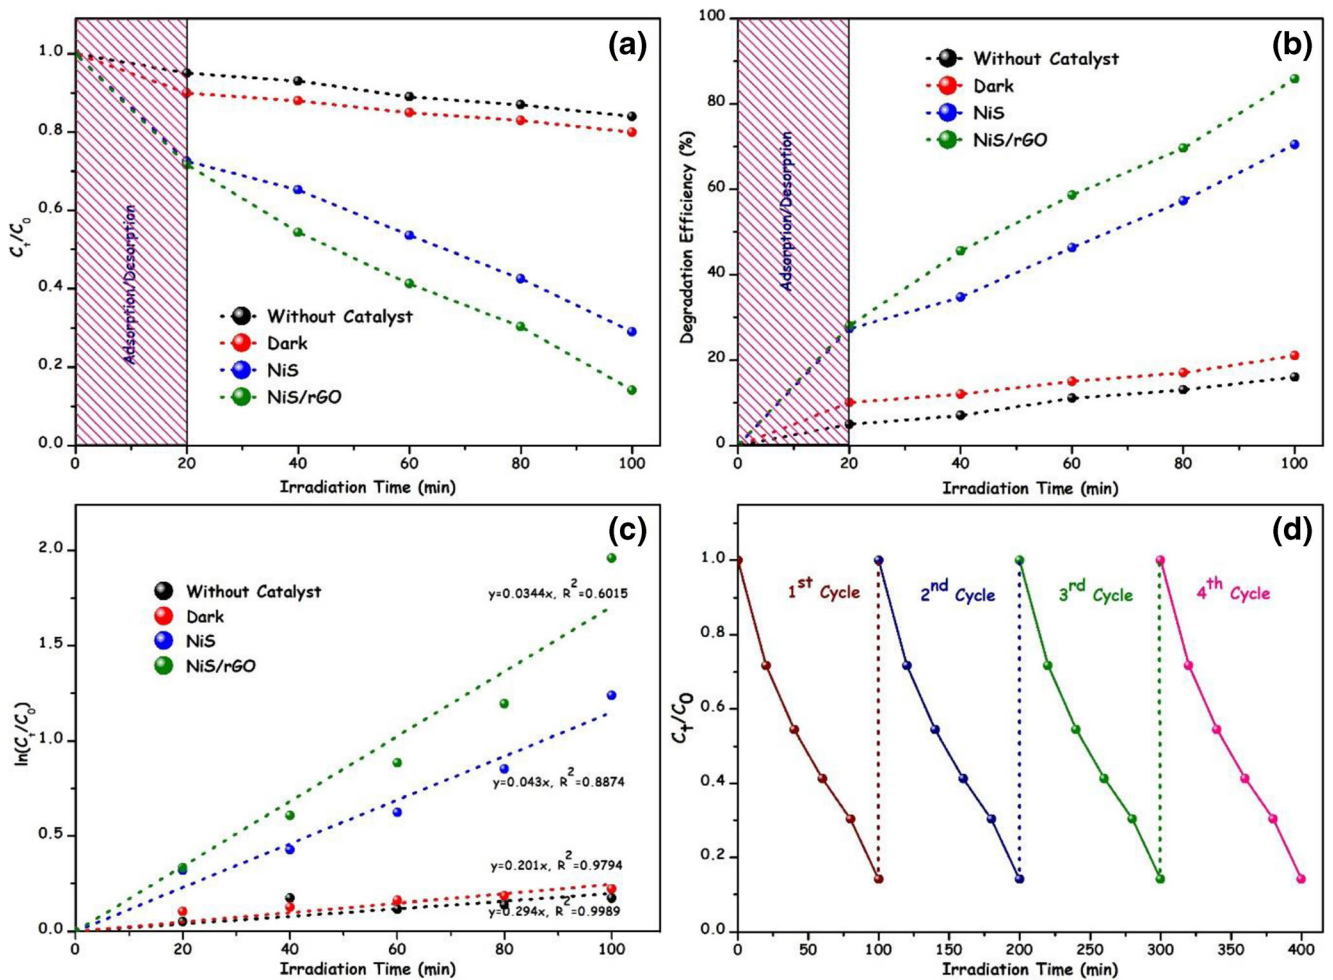 (a)
1.0
0.8
0.6
0.4
0.2
0.0
Cₜ/C₀
Adsorption/Desorption
Without Catalyst
Dark
NiS
NiS/rGO
0 20 40 60 80 100
Irradiation Time (min)
(b)
100
80
60
40
20
0
Degradation Efficiency (%)
Adsorption/Desorption
Without Catalyst
Dark
NiS
NiS/rGO
0 20 40 60 80 100
Irradiation Time (min)
(c)
2.0
1.5
1.0
0.5
0.0
ln(Cₜ/C₀)
Without Catalyst
Dark
NiS
NiS/rGO
y=0.0344x, R²=0.6015
y=0.043x, R²=0.8874
y=0.201x, R²=0.9794
y=0.294x, R²=0.9989
0 20 40 60 80 100
Irradiation Time (min)
(d)
1.0
0.8
0.6
0.4
0.2
0.0
Cₜ/C₀
1st Cycle
2nd Cycle
3rd Cycle
4th Cycle
0 50 100 150 200 250 300 350 400
Irradiation Time (min)